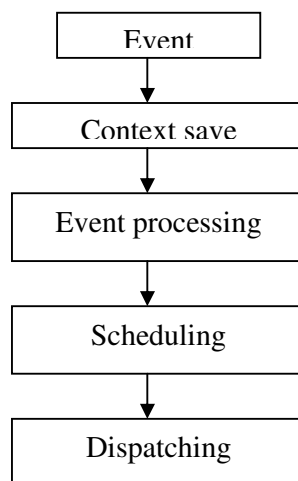 Event
Context save
Event processing
Scheduling
Dispatching